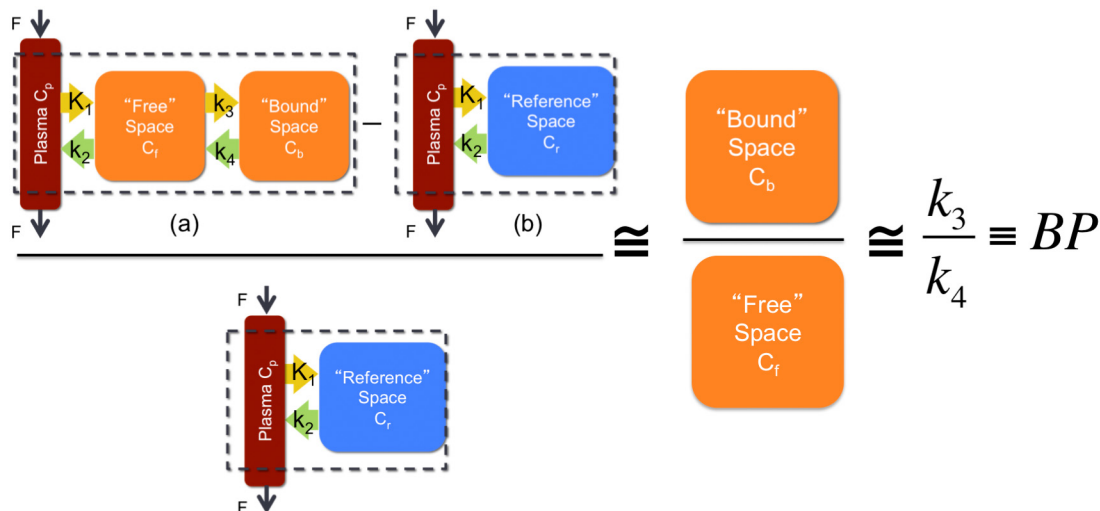 F
F
Plasma Cp
K1
k2
"Free"
Space
Cf
k3
k4
"Bound"
Space
Cb
F
(a)
–
Plasma Cp
K1
k2
"Reference"
Space
Cr
F
(b)
F
Plasma Cp
K1
k2
"Reference"
Space
Cr
F
≅
"Bound"
Space
Cb
"Free"
Space
Cf
≅
k3
k4
≡ BP